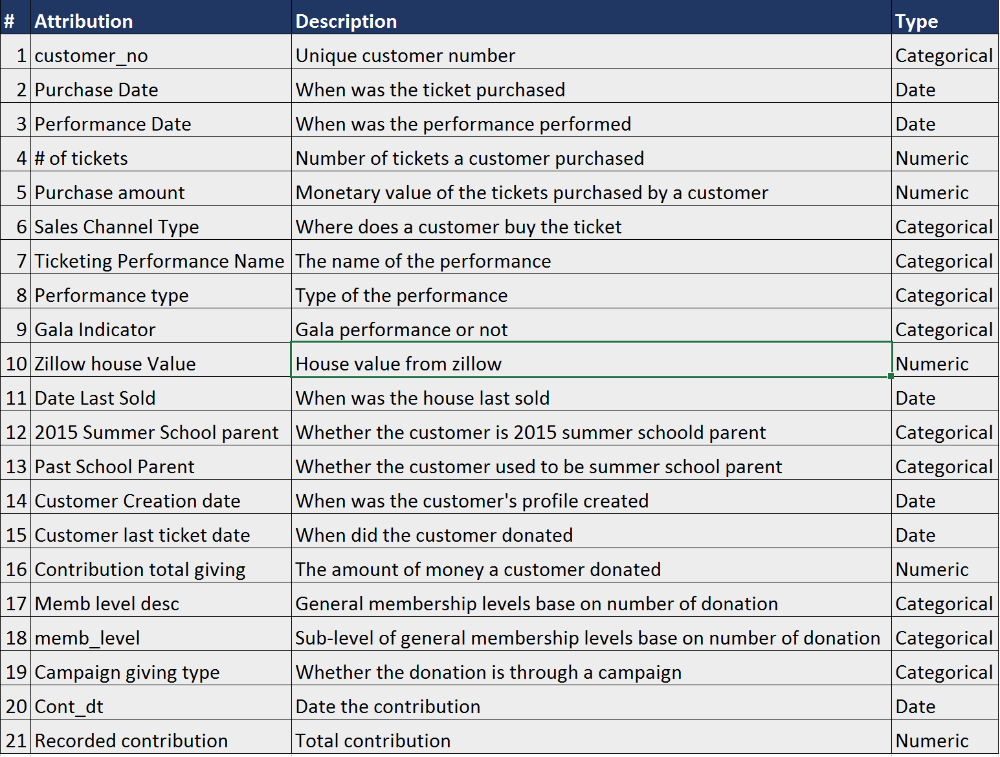 # Attribution Description Type
1 customer_no Unique customer number Categorical
2 Purchase Date When was the ticket purchased Date
3 Performance Date When was the performance performed Date
4 # of tickets Number of tickets a customer purchased Numeric
5 Purchase amount Monetary value of the tickets purchased by a customer Numeric
6 Sales Channel Type Where does a customer buy the ticket Categorical
7 Ticketing Performance Name The name of the performance Categorical
8 Performance type Type of the performance Categorical
9 Gala Indicator Gala performance or not Categorical
10 Zillow house Value House value from zillow Numeric
11 Date Last Sold When was the house last sold Date
12 2015 Summer School parent Whether the customer is 2015 summer schoold parent Categorical
13 Past School Parent Whether the customer used to be summer school parent Categorical
14 Customer Creation date When was the customer's profile created Date
15 Customer last ticket date When did the customer donated Date
16 Contribution total giving The amount of money a customer donated Numeric
17 Memb level desc General membership levels base on number of donation Categorical
18 memb_level Sub-level of general membership levels base on number of donation Categorical
19 Campaign giving type Whether the donation is through a campaign Categorical
20 Cont_dt Date the contribution Date
21 Recorded contribution Total contribution Numeric